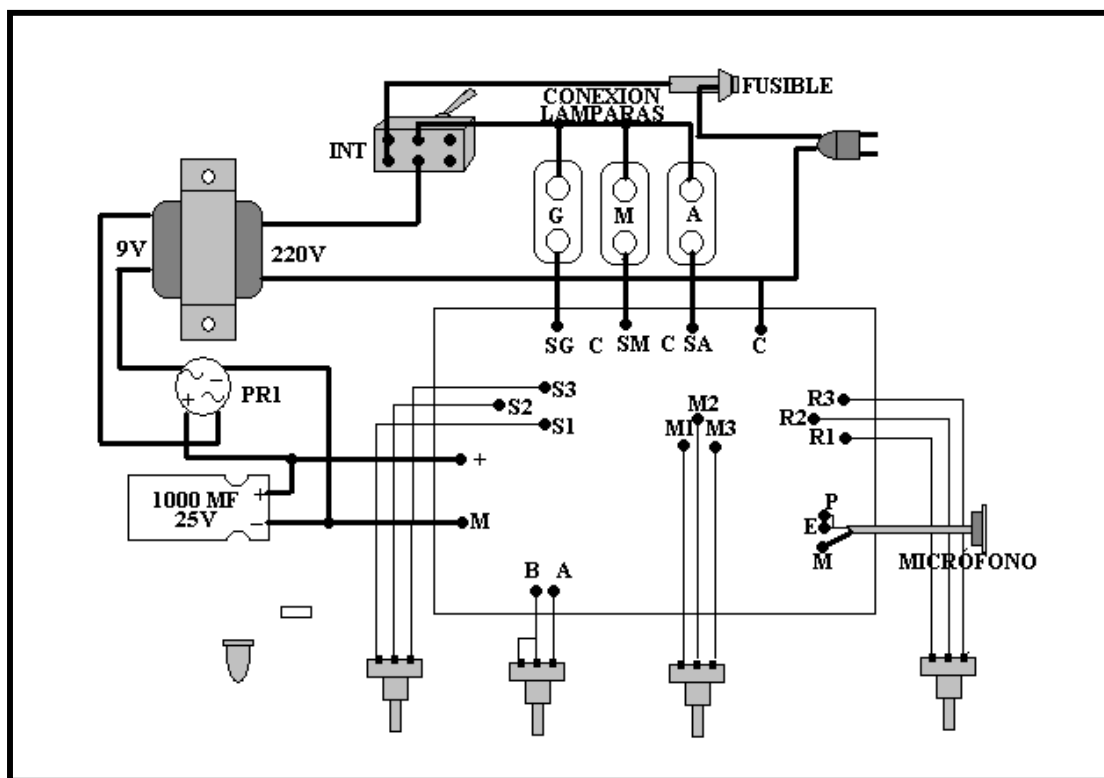 FUSIBLE
CONEXION
LAMPARAS
INT
G
M
A
9V
220V
SG C SM C SA C
PR1
S3
S2
S1
M2
M1
M3
R3
R2
R1
+
1000 MF
25V
+
−
M
P
E
M
MICRÓFONO
B A